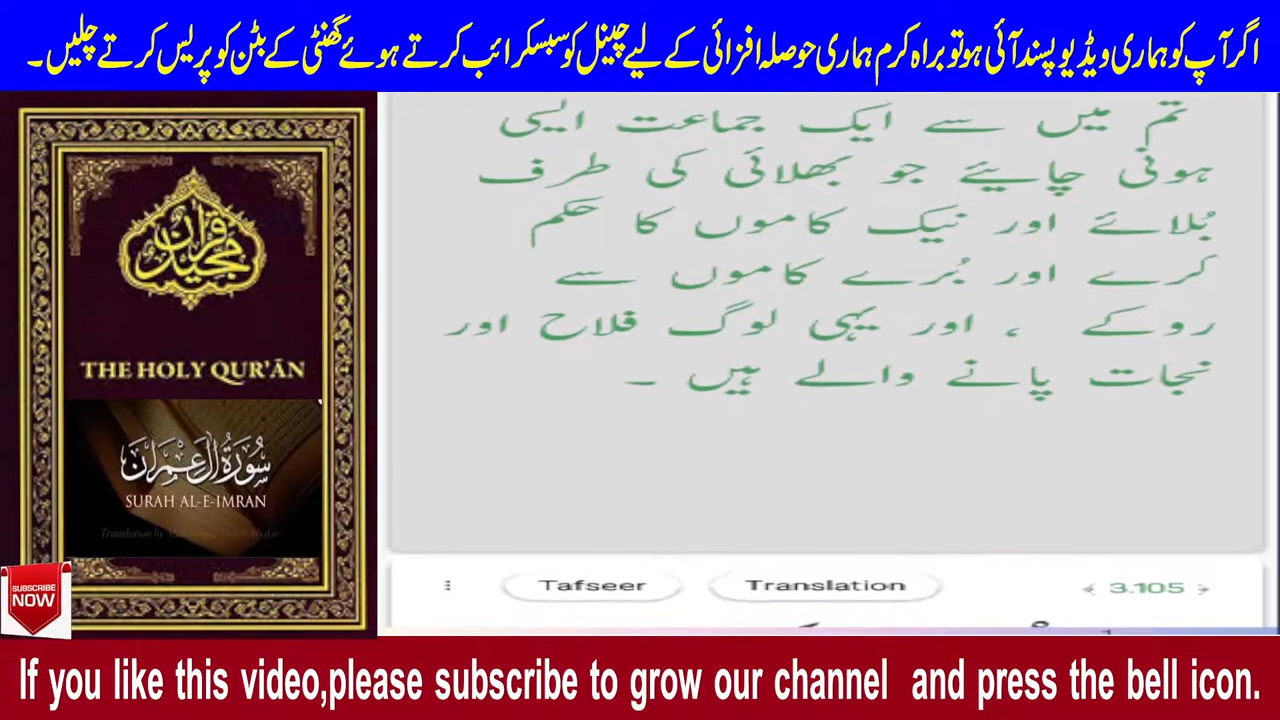 اگر آپ کو ہماری ویڈیو پسند آئی ہو تو براہ کرم ہماری حوصلہ افزائی کے لیے چینل کو سبسکرائب کرتے ہوئے گھنٹی کے بٹن کو پریس کرتے چلیں۔
تم میں سے ایک جماعت ایسی
ہونی چاہیئے جو بھلائی کی طرف
بُلائے اور نیک کاموں کا حکم
کرے اور بُرے کاموں سے
روکے ، اور یہی لوگ فلاح اور
نجات پانے والے ہیں ۔
Tafseer
Translation
3.105
قرآن مجید
THE HOLY QUR'ĀN
سُورَةُ آلِ عِمْرَانَ
SURAH AL-E-IMRAN
Translation by
SUBSCRIBE
NOW
If you like this video,please subscribe to grow our channel and press the bell icon.